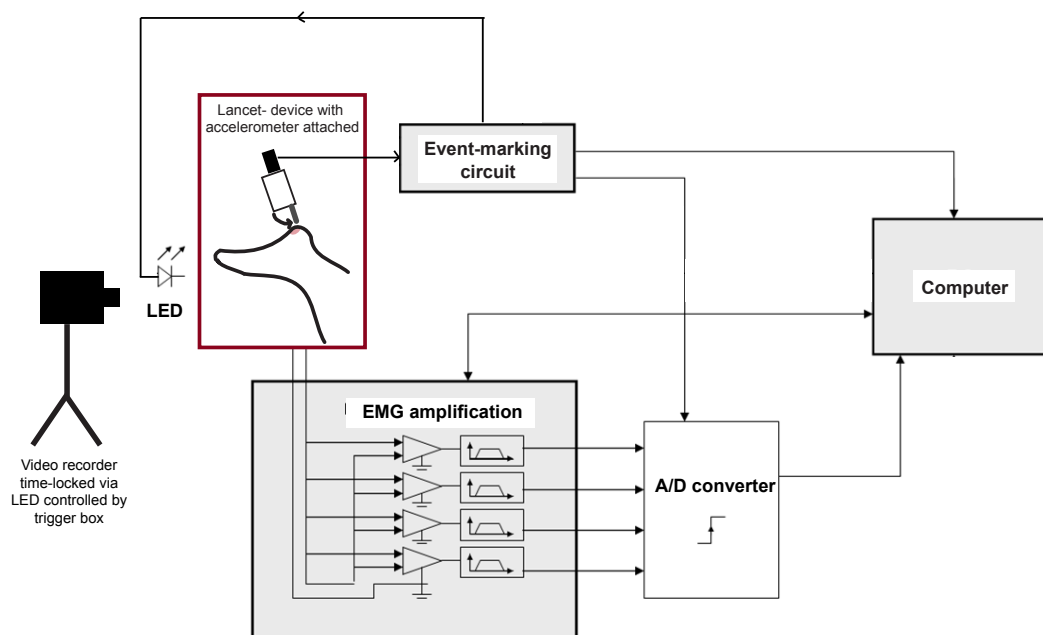 Lancet- device with
accelerometer attached
Event-marking
circuit
Computer
LED
EMG amplification
A/D converter
Video recorder
time-locked via
LED controlled by
trigger box